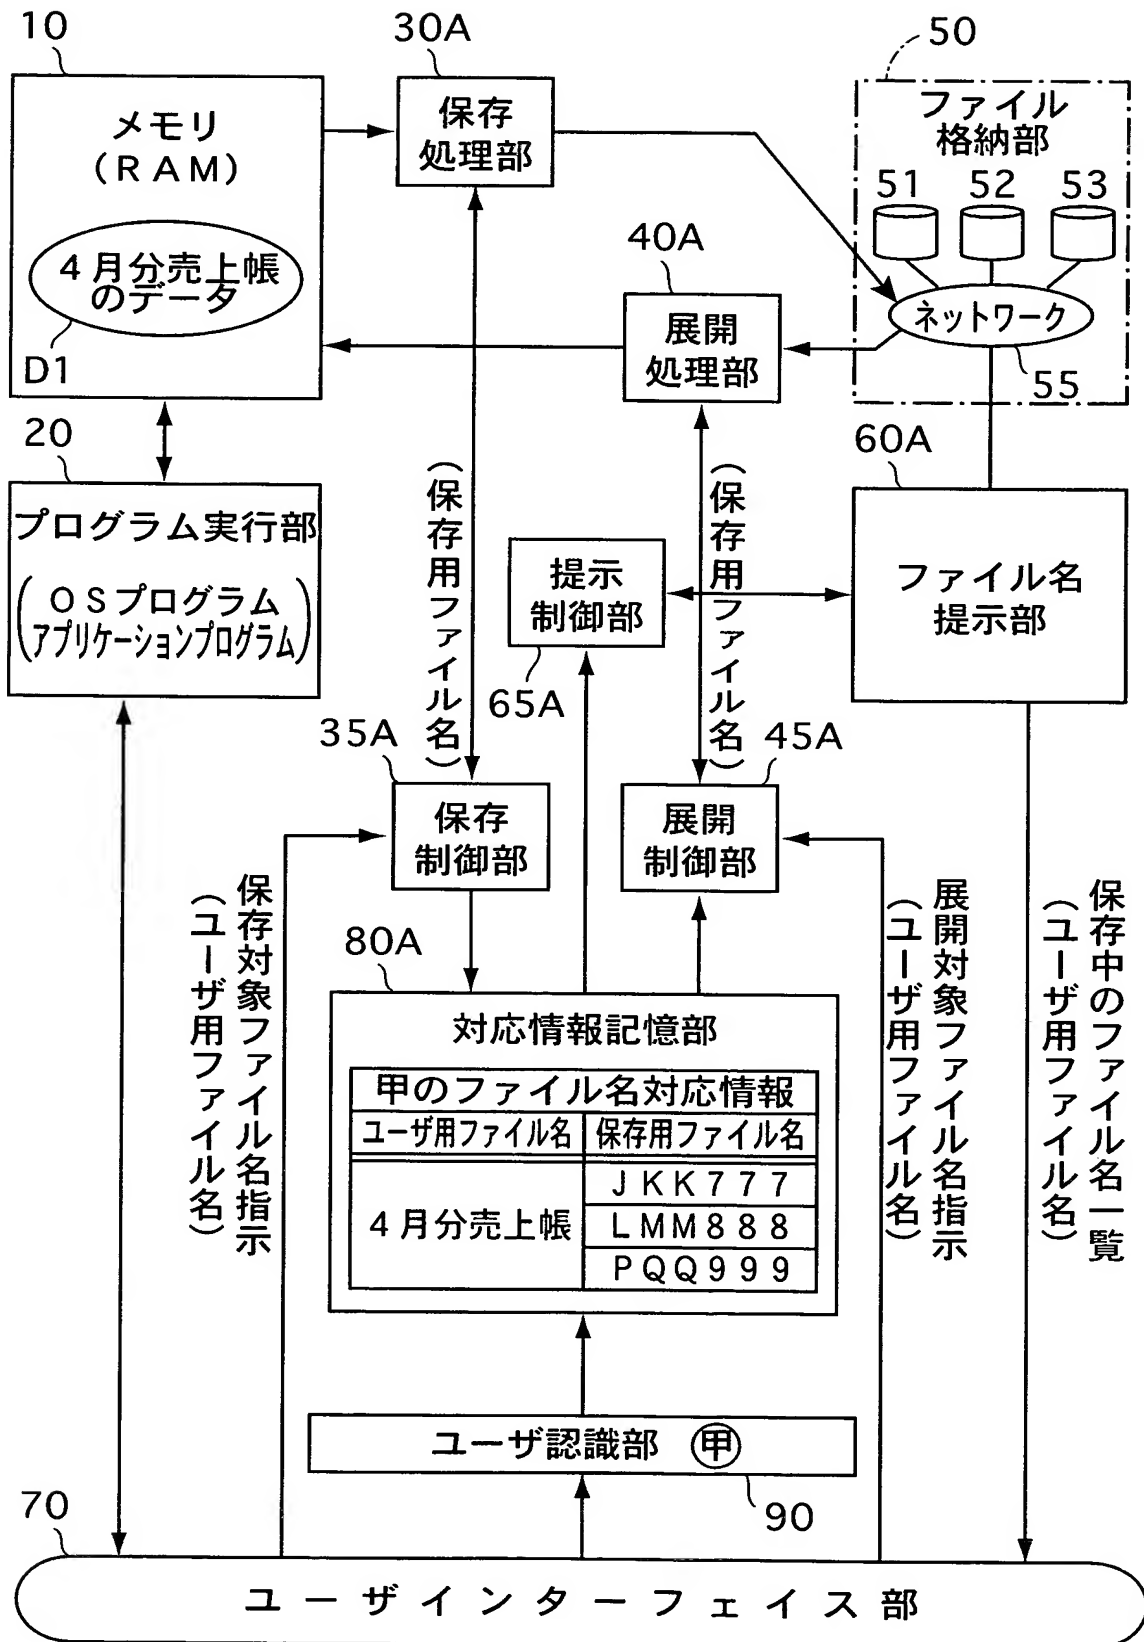 10
メモリ
(RAM)
4月分売上帳
のデータ
D1
30A
保存
処理部
50
ファイル
格納部
51 52 53
ネットワーク
55
40A
展開
処理部
20
プログラム実行部
(OSプログラム
アプリケーションプログラム)
(保存用ファイル名)
(保存用ファイル名)
60A
ファイル名
提示部
提示
制御部
65A
35A
保存
制御部
45A
展開
制御部
保存対象ファイル名指示
(ユーザ用ファイル名)
展開対象ファイル名指示
(ユーザ用ファイル名)
保存中のファイル名一覧
(ユーザ用ファイル名)
80A
対応情報記憶部
甲のファイル名対応情報
ユーザ用ファイル名 保存用ファイル名
4月分売上帳
JKK777
LMM888
PQQ999
ユーザ認識部 甲
90
70
ユーザインターフェイス部